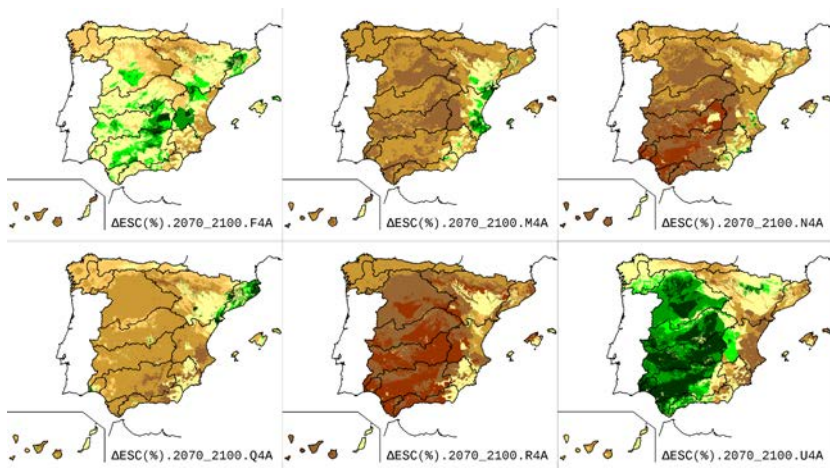 ΔESC(%).2070_2100.F4A
ΔESC(%).2070_2100.M4A
ΔESC(%).2070_2100.N4A
ΔESC(%).2070_2100.Q4A
ΔESC(%).2070_2100.R4A
ΔESC(%).2070_2100.U4A